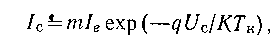 I_c ≐ mI_e exp (—qU_c/KT_к),